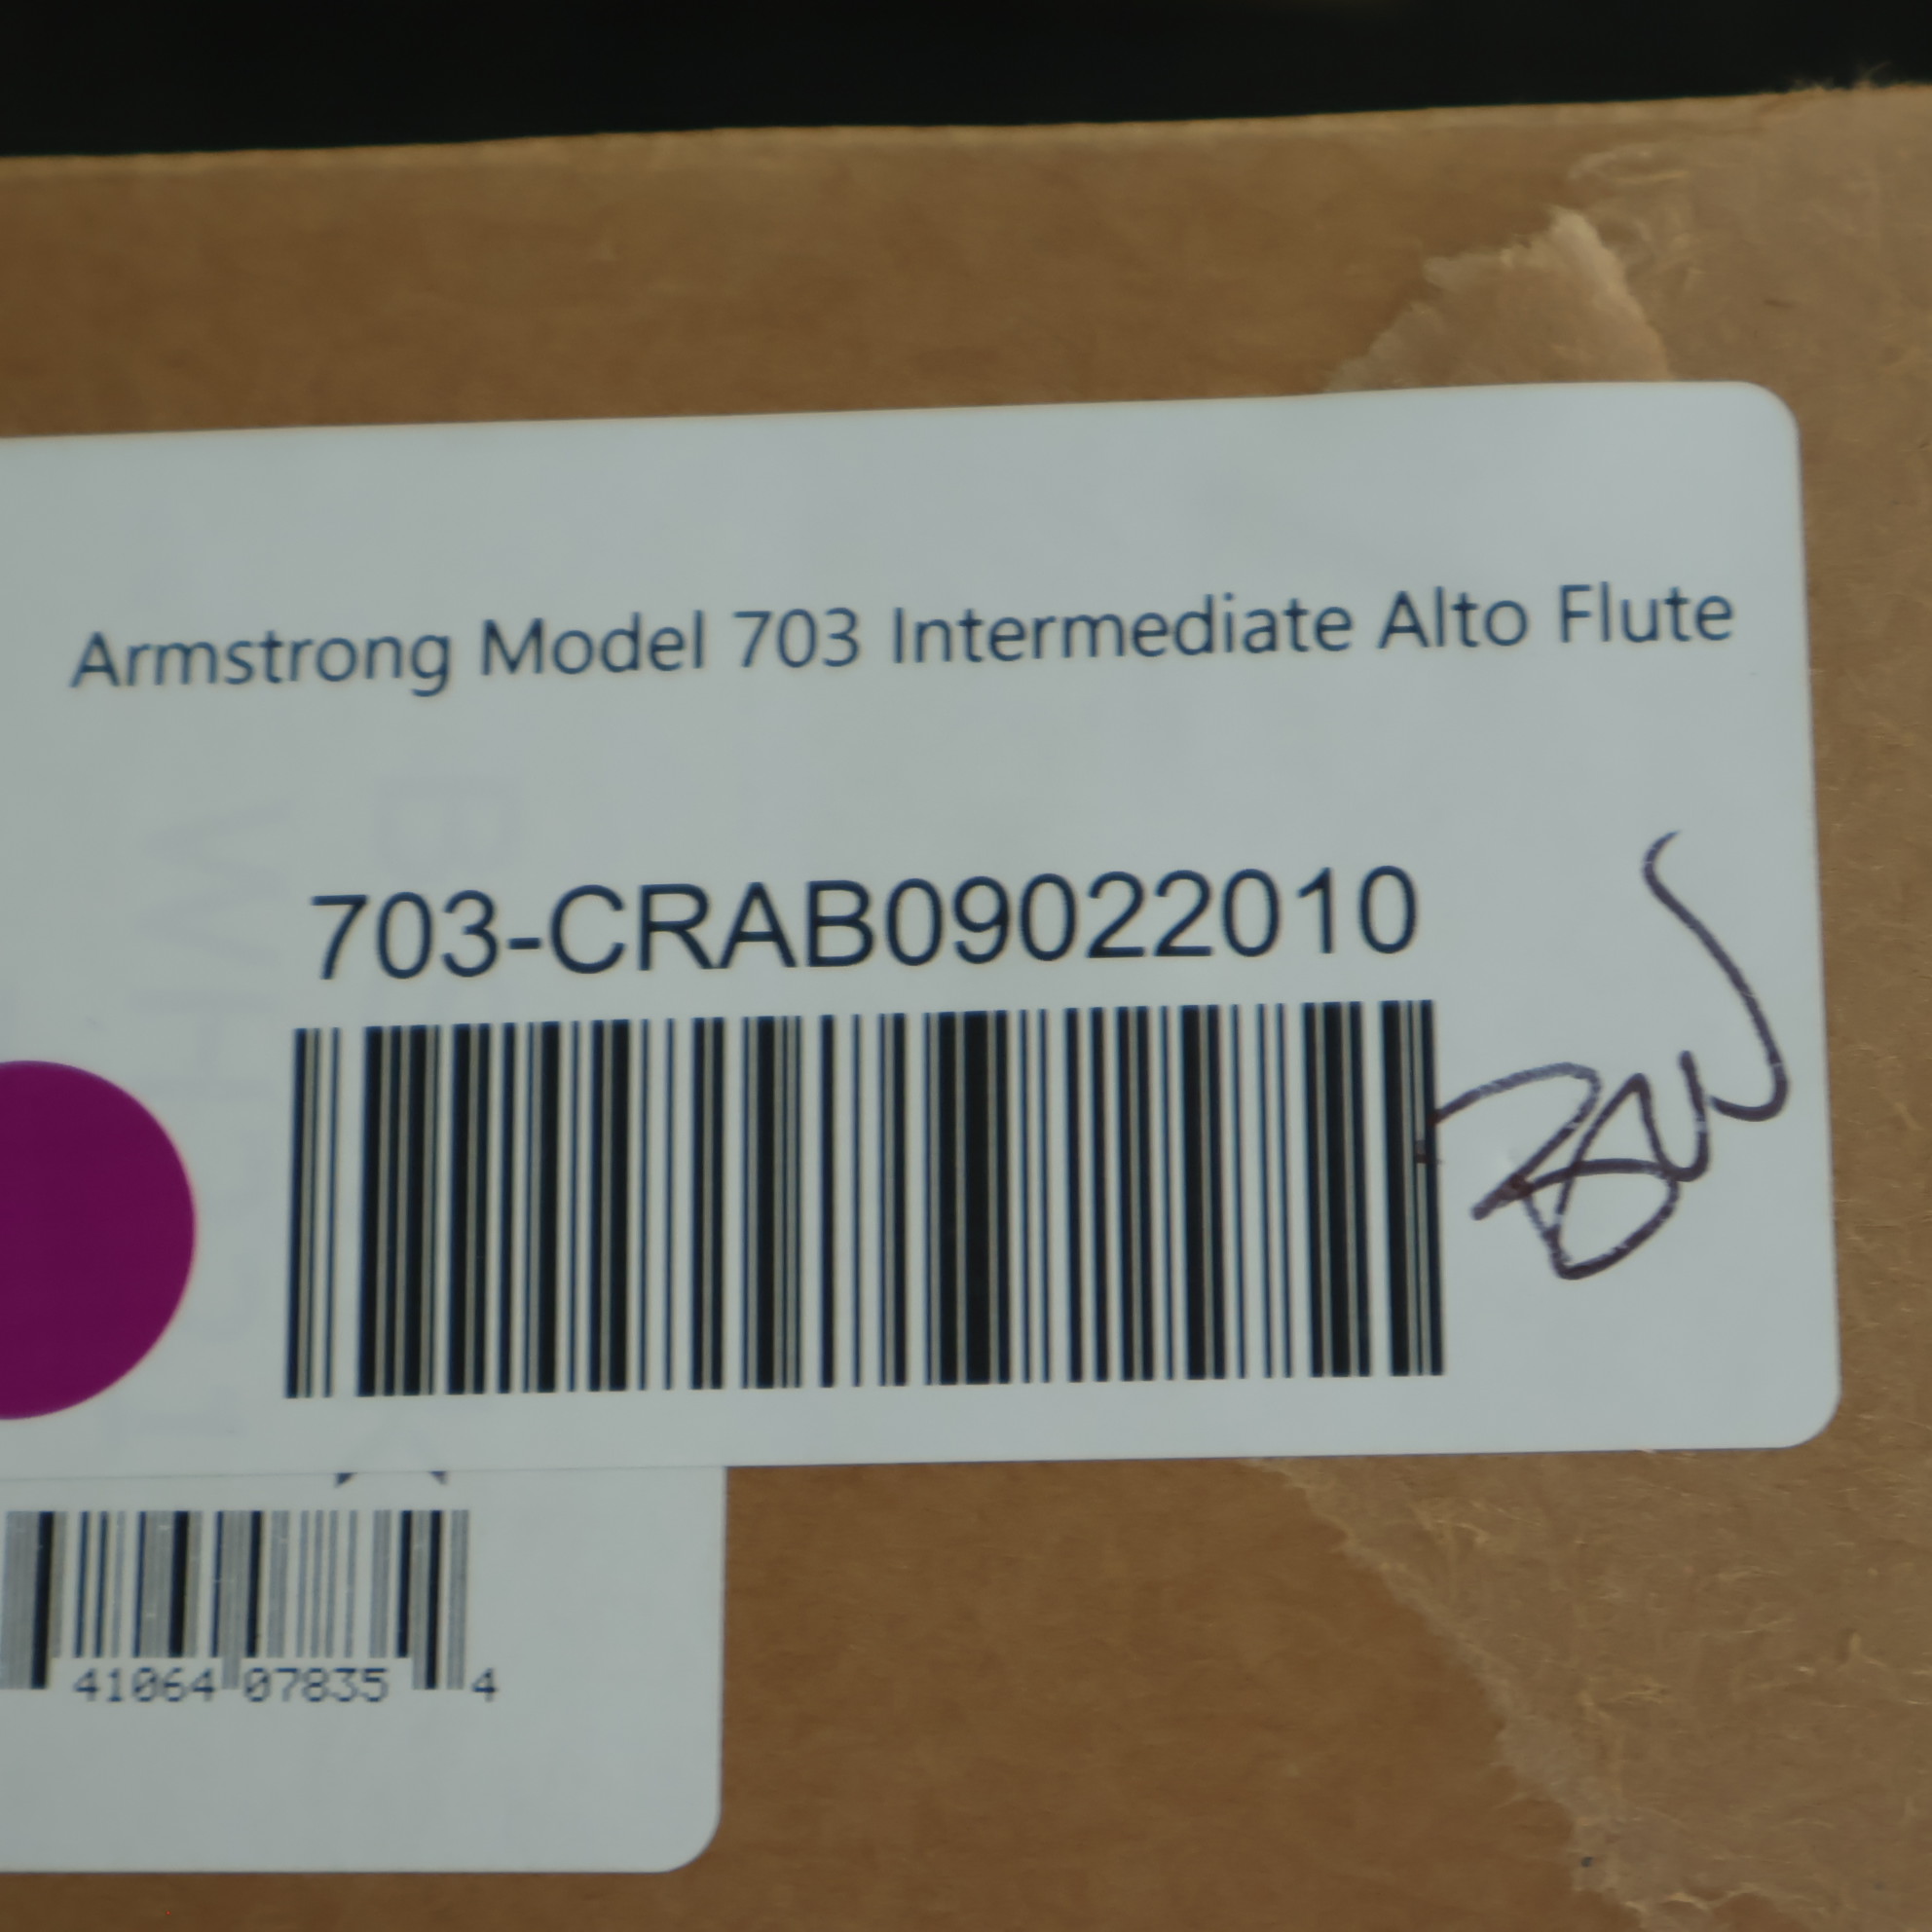 Armstrong Model 703 Intermediate Alto Flute
703-CRAB09022010
41064 07835 4